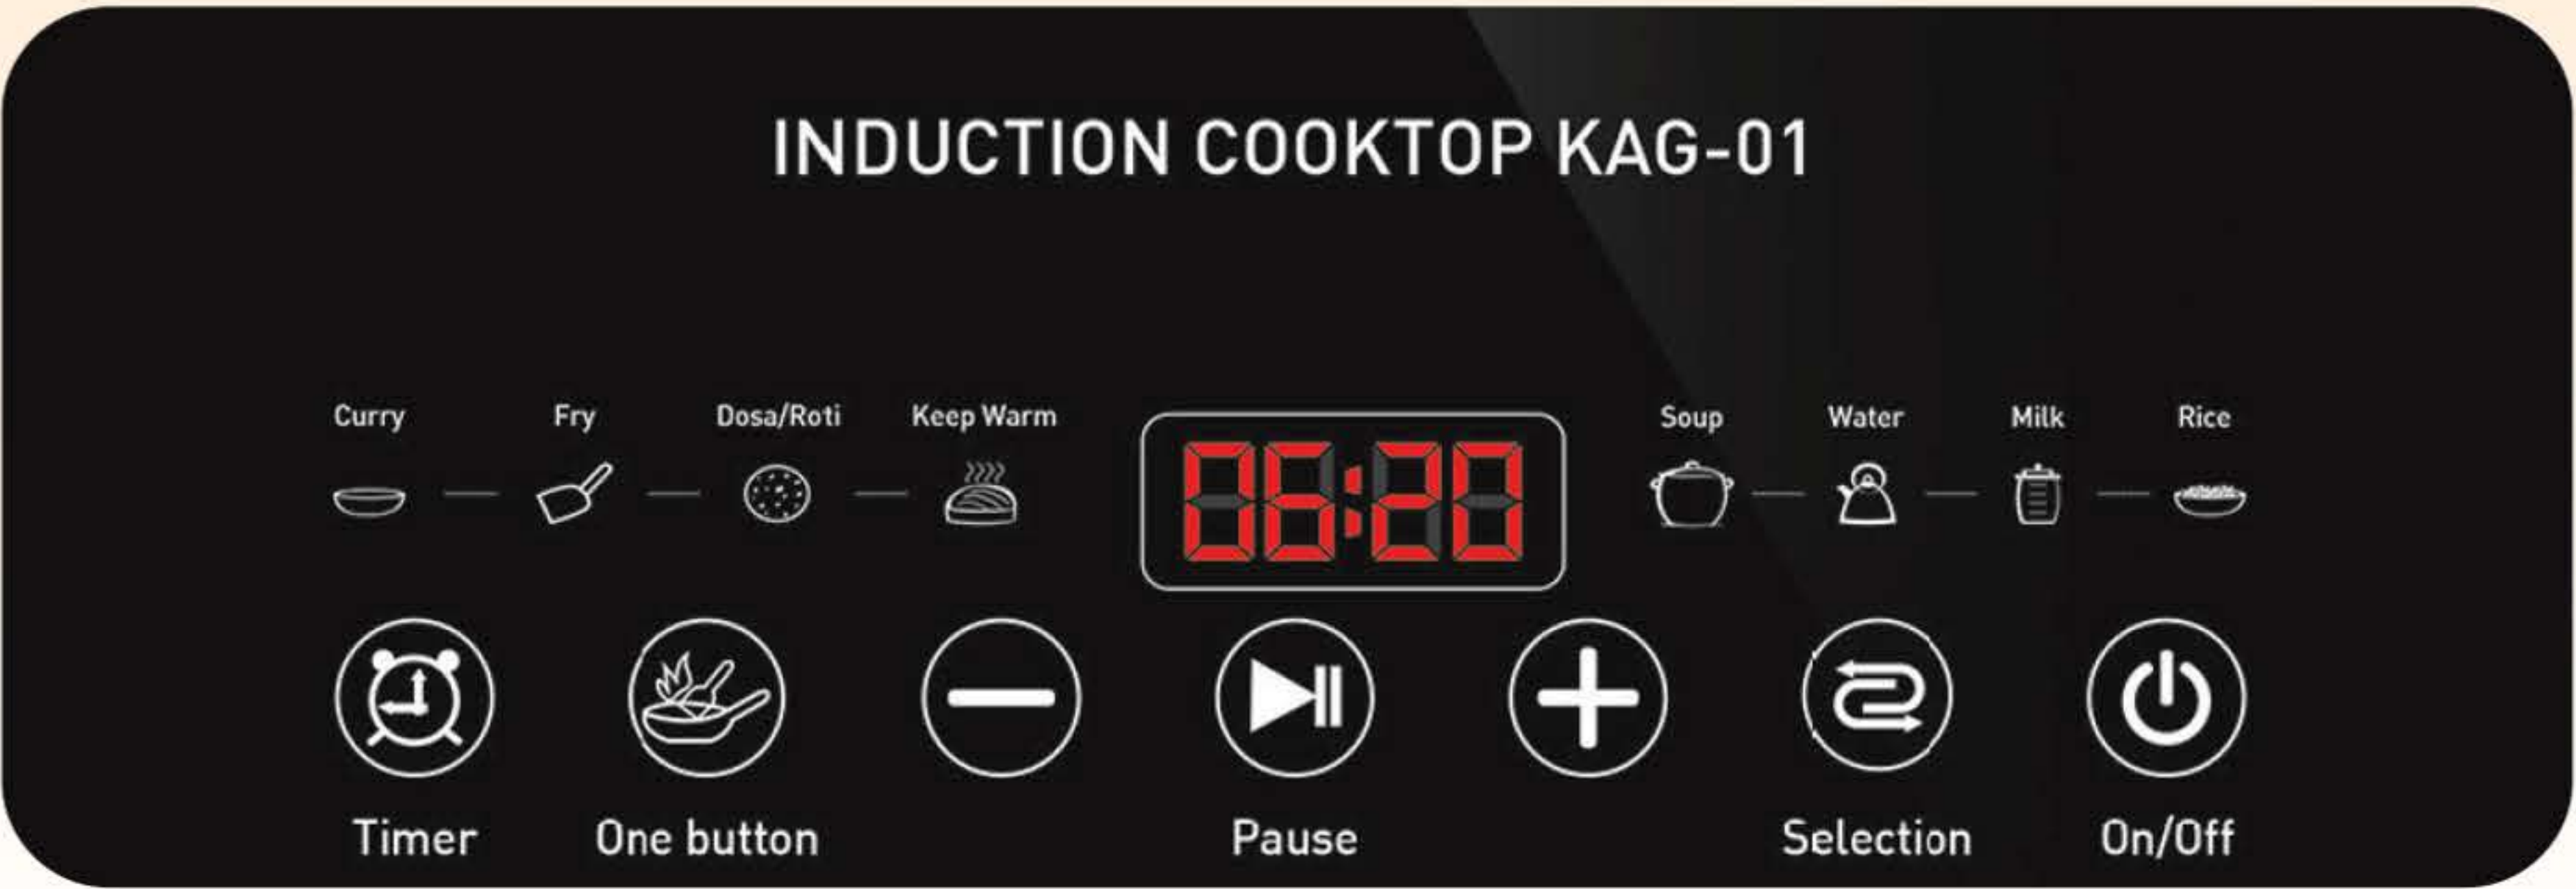 INDUCTION COOKTOP KAG-01
Curry Fry Dosa/Roti Keep Warm Soup Water Milk Rice
06:20
Timer One button Pause Selection On/Off